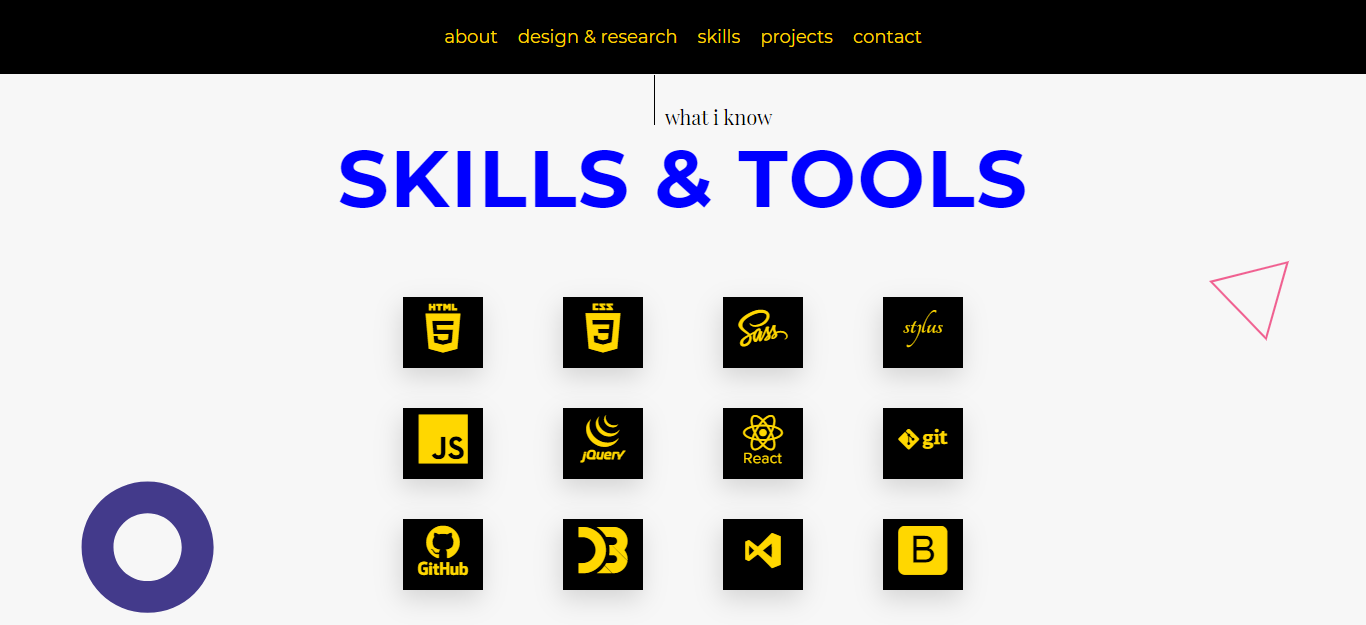 about design & research skills projects contact
what i know
SKILLS & TOOLS
HTML 5
CSS 3
Sass
stylus
JS
jQuery
React
git
GitHub
D3
B